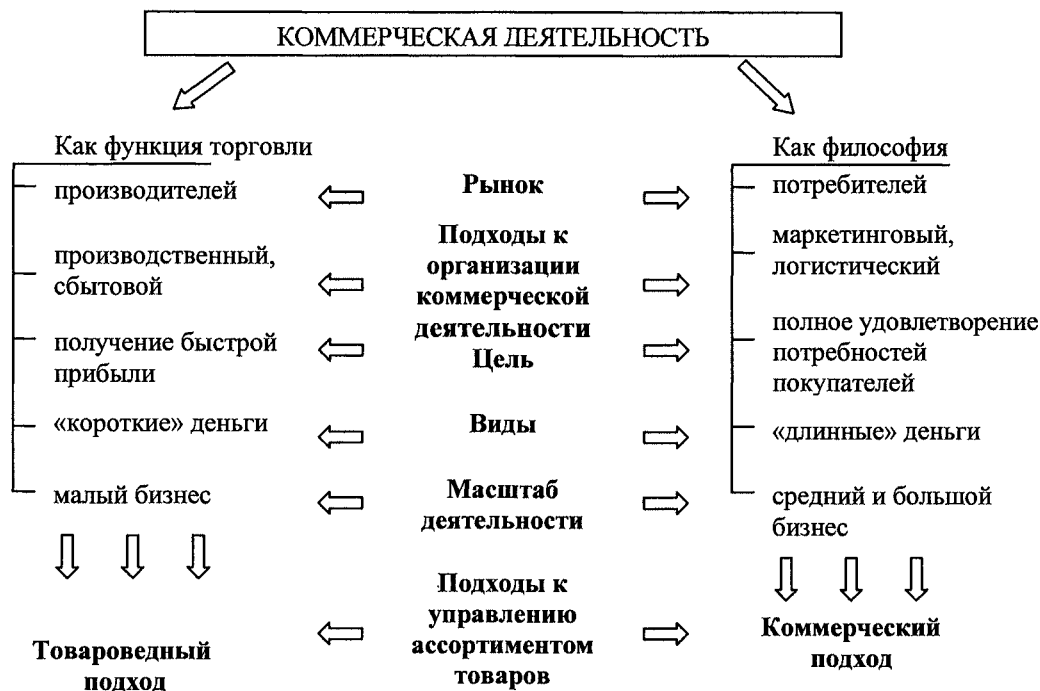 КОММЕРЧЕСКАЯ ДЕЯТЕЛЬНОСТЬ
Как функция торговли
производителей
производственный,
сбытовой
получение быстрой
прибыли
«короткие» деньги
малый бизнес
Товароведный
подход
Рынок
Подходы к
организации
коммерческой
деятельности
Цель
Виды
Масштаб
деятельности
Подходы к
управлению
ассортиментом
товаров
Как философия
потребителей
маркетинговый,
логистический
полное удовлетворение
потребностей
покупателей
«длинные» деньги
средний и большой
бизнес
Коммерческий
подход